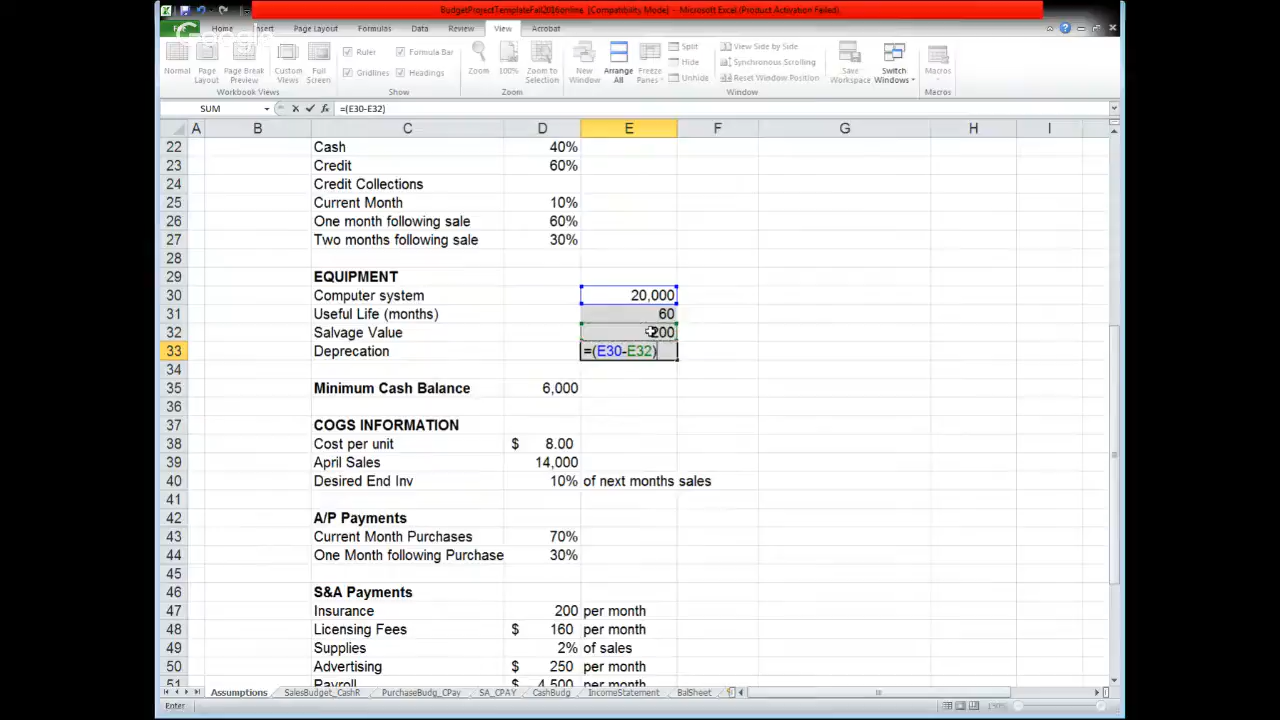 BudgetProjectTemplateFall2016online [Compatibility Mode] - Microsoft Excel (Product Activation Failed)
File Home Insert Page Layout Formulas Data Review View Acrobat
Google
Normal
Page Layout
Page Break Preview
Custom Views
Full Screen
Workbook Views
Ruler
Formula Bar
Gridlines
Headings
Show
Zoom
100%
Zoom to Selection
Zoom
New Window
Arrange All
Freeze Panes
Split
Hide
Unhide
View Side by Side
Synchronous Scrolling
Reset Window Position
Window
Save Workspace
Switch Windows
Macros
Macros
SUM fx =(E30-E32)
A B C D E F G H I
22 Cash 40%
23 Credit 60%
24 Credit Collections
25 Current Month 10%
26 One month following sale 60%
27 Two months following sale 30%
28
29 EQUIPMENT
30 Computer system 20,000
31 Useful Life (months) 60
32 Salvage Value 200
33 Deprecation =(E30-E32)
34
35 Minimum Cash Balance 6,000
36
37 COGS INFORMATION
38 Cost per unit $ 8.00
39 April Sales 14,000
40 Desired End Inv 10% of next months sales
41
42 A/P Payments
43 Current Month Purchases 70%
44 One Month following Purchase 30%
45
46 S&A Payments
47 Insurance 200 per month
48 Licensing Fees $ 160 per month
49 Supplies 2% of sales
50 Advertising $ 250 per month
51 Payroll $ 4,500 per month
Assumptions SalesBudget_CashR PurchaseBudg_CPay SA_CPAY CashBudg IncomeStatement BalSheet
Enter